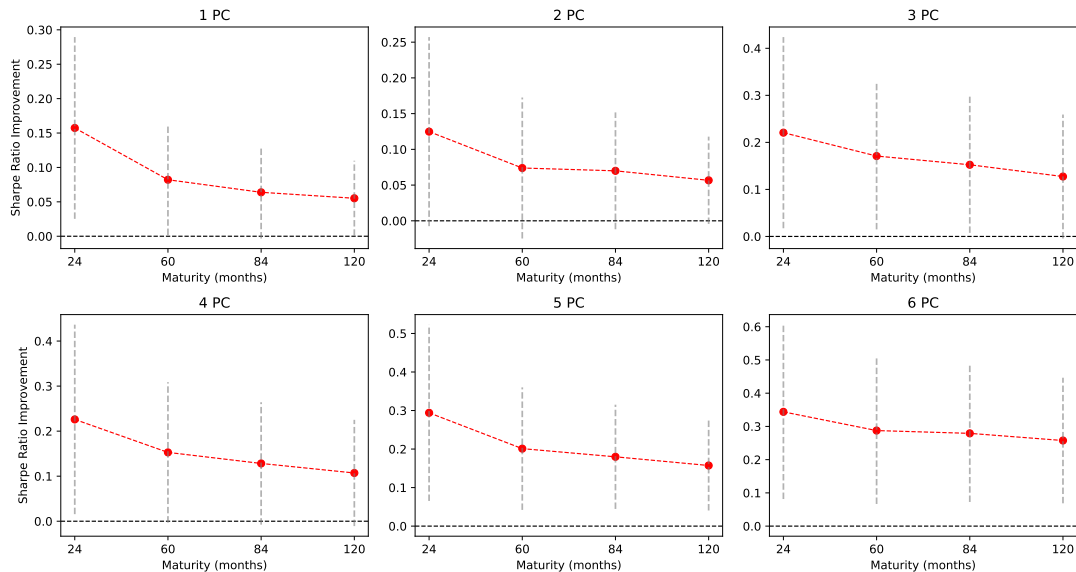 1 PC
2 PC
3 PC
Sharpe Ratio Improvement
0.30
0.25
0.20
0.15
0.10
0.05
0.00
0.25
0.20
0.15
0.10
0.05
0.00
0.4
0.3
0.2
0.1
0.0
24 60 84 120
24 60 84 120
24 60 84 120
Maturity (months)
Maturity (months)
Maturity (months)
4 PC
5 PC
6 PC
Sharpe Ratio Improvement
0.4
0.3
0.2
0.1
0.0
0.5
0.4
0.3
0.2
0.1
0.0
0.6
0.5
0.4
0.3
0.2
0.1
0.0
24 60 84 120
24 60 84 120
24 60 84 120
Maturity (months)
Maturity (months)
Maturity (months)